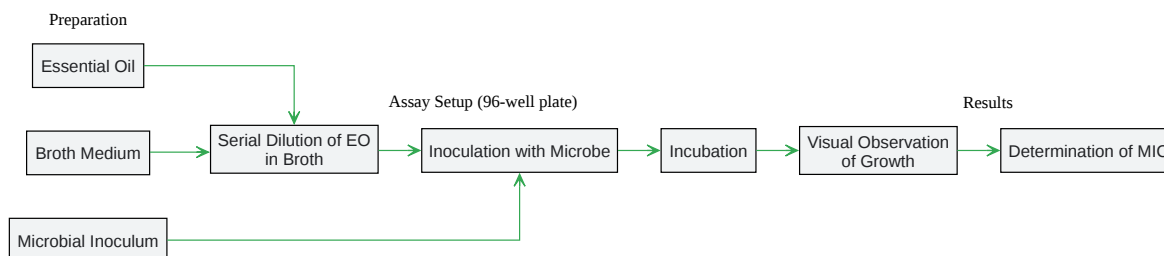 Preparation
Essential Oil
Assay Setup (96-well plate)
Results
Broth Medium
Serial Dilution of EO
in Broth
Inoculation with Microbe
Incubation
Visual Observation
of Growth
Determination of MIC
Microbial Inoculum